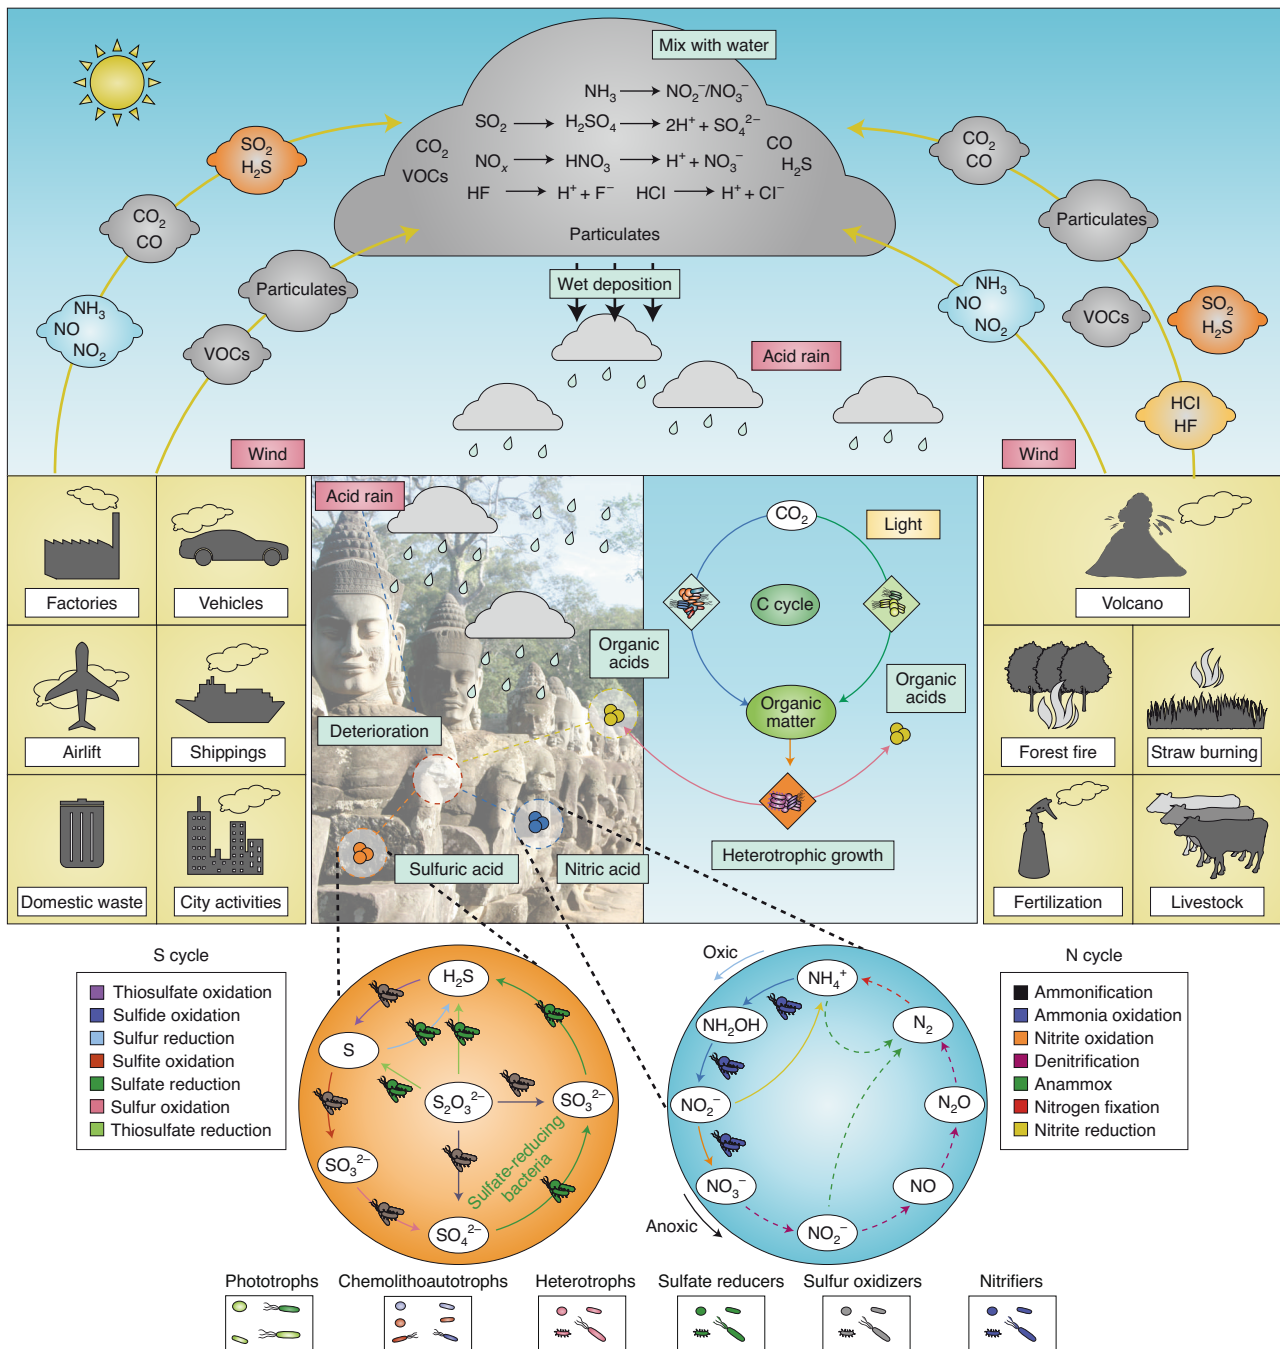 Mix with water
NH₃ → NO₂⁻/NO₃⁻
SO₂ → H₂SO₄ → 2H⁺ + SO₄²⁻
CO₂
VOCs
NOₓ → HNO₃ → H⁺ + NO₃⁻
CO
H₂S
HF → H⁺ + F⁻
HCl → H⁺ + Cl⁻
Particulates
SO₂
H₂S
CO₂
CO
NH₃
NO
NO₂
Particulates
VOCs
Wet deposition
Acid rain
CO₂
CO
Particulates
NH₃
NO
NO₂
VOCs
SO₂
H₂S
HCl
HF
Wind
Wind
Factories
Vehicles
Airlift
Shippings
Domestic waste
City activities
Acid rain
Deterioration
Organic
acids
Sulfuric acid
Nitric acid
CO₂
Light
C cycle
Organic
matter
Organic
acids
Heterotrophic growth
Volcano
Forest fire
Straw burning
Fertilization
Livestock
S cycle
Thiosulfate oxidation
Sulfide oxidation
Sulfur reduction
Sulfite oxidation
Sulfate reduction
Sulfur oxidation
Thiosulfate reduction
H₂S
S
S₂O₃²⁻
SO₃²⁻
SO₃²⁻
SO₄²⁻
Sulfate-reducing
bacteria
Oxic
NH₄⁺
NH₂OH
N₂
NO₂⁻
N₂O
NO₃⁻
NO
NO₂⁻
Anoxic
N cycle
Ammonification
Ammonia oxidation
Nitrite oxidation
Denitrification
Anammox
Nitrogen fixation
Nitrite reduction
Phototrophs
Chemolithoautotrophs
Heterotrophs
Sulfate reducers
Sulfur oxidizers
Nitrifiers